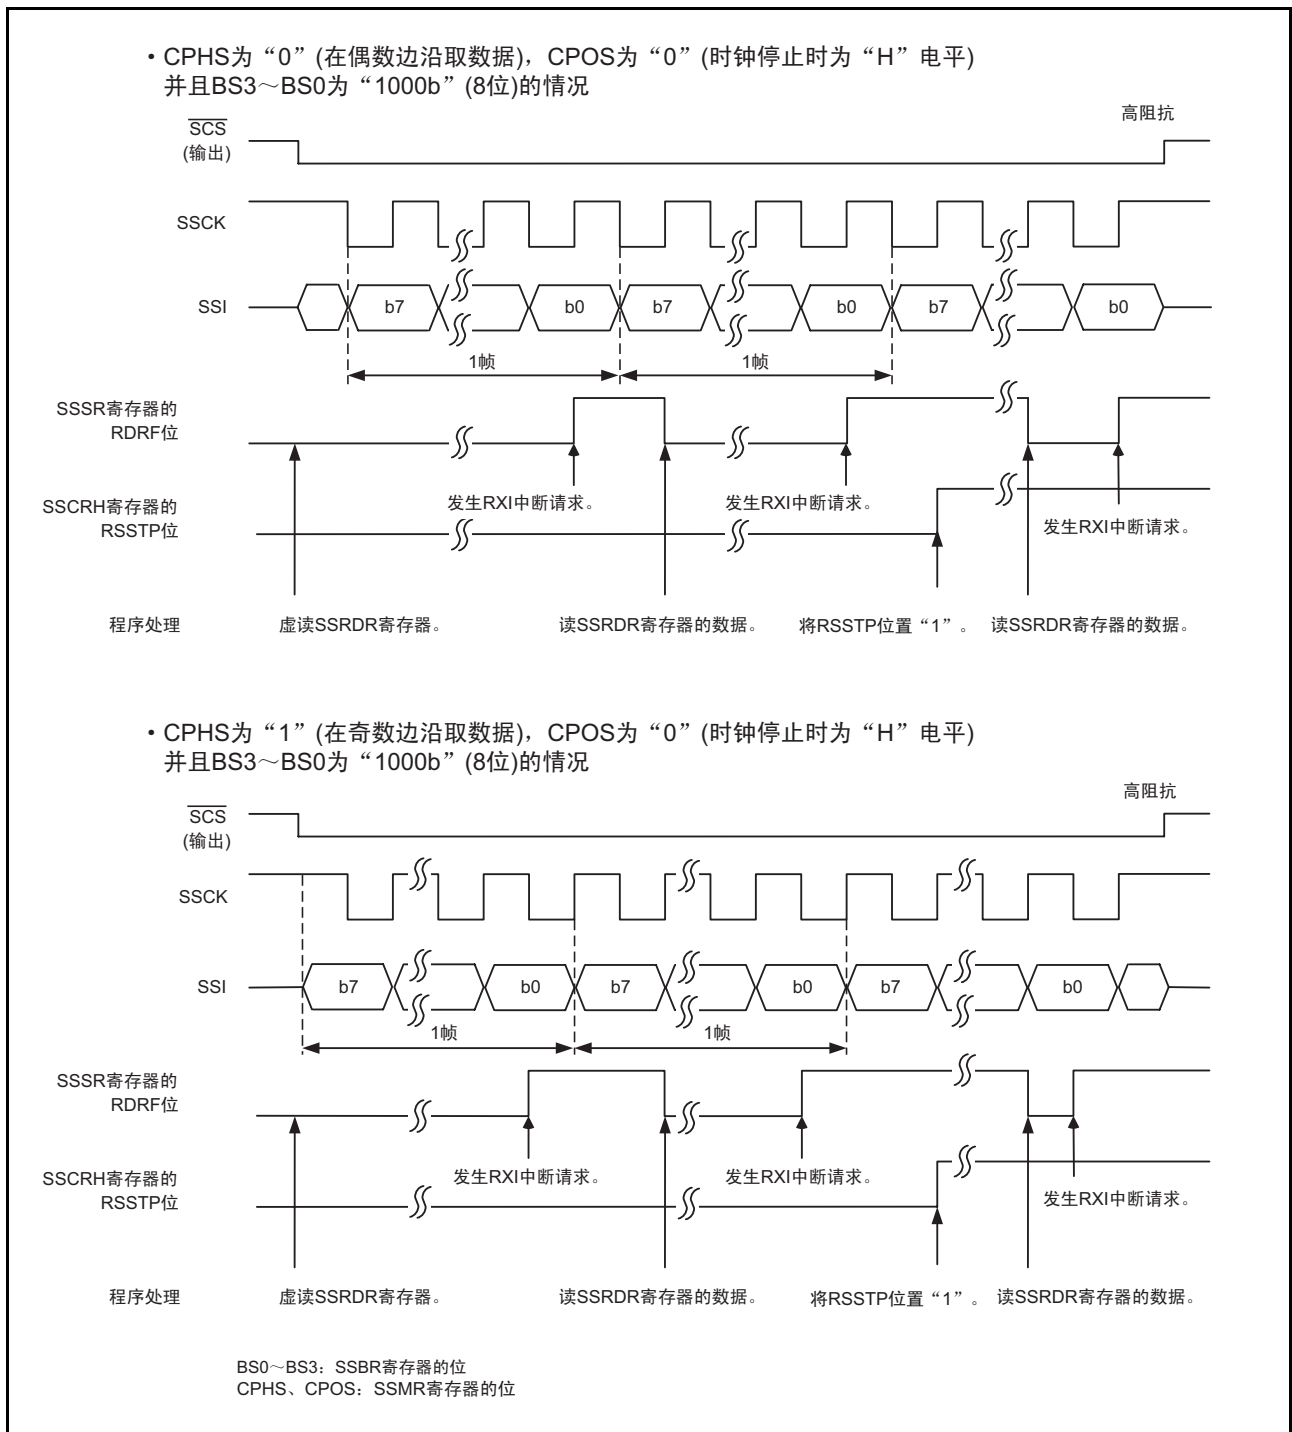 • CPHS为“0”(在偶数边沿取数据)，CPOS为“0”(时钟停止时为“H”电平)
并且BS3～BS0为“1000b”(8位)的情况
高阻抗
SCS
(输出)
SSCK
SSI
b7 b0 b7 b0 b7 b0
1帧 1帧
SSSR寄存器的
RDRF位
发生RXI中断请求。 发生RXI中断请求。
SSCRH寄存器的
RSSTP位
发生RXI中断请求。
程序处理 虚读SSRDR寄存器。 读SSRDR寄存器的数据。 将RSSTP位置“1”。 读SSRDR寄存器的数据。
• CPHS为“1”(在奇数边沿取数据)，CPOS为“0”(时钟停止时为“H”电平)
并且BS3～BS0为“1000b”(8位)的情况
高阻抗
SCS
(输出)
SSCK
SSI
b7 b0 b7 b0 b7 b0
1帧 1帧
SSSR寄存器的
RDRF位
发生RXI中断请求。 发生RXI中断请求。
SSCRH寄存器的
RSSTP位
发生RXI中断请求。
程序处理 虚读SSRDR寄存器。 读SSRDR寄存器的数据。 将RSSTP位置“1”。 读SSRDR寄存器的数据。
BS0～BS3：SSBR寄存器的位
CPHS、CPOS：SSMR寄存器的位